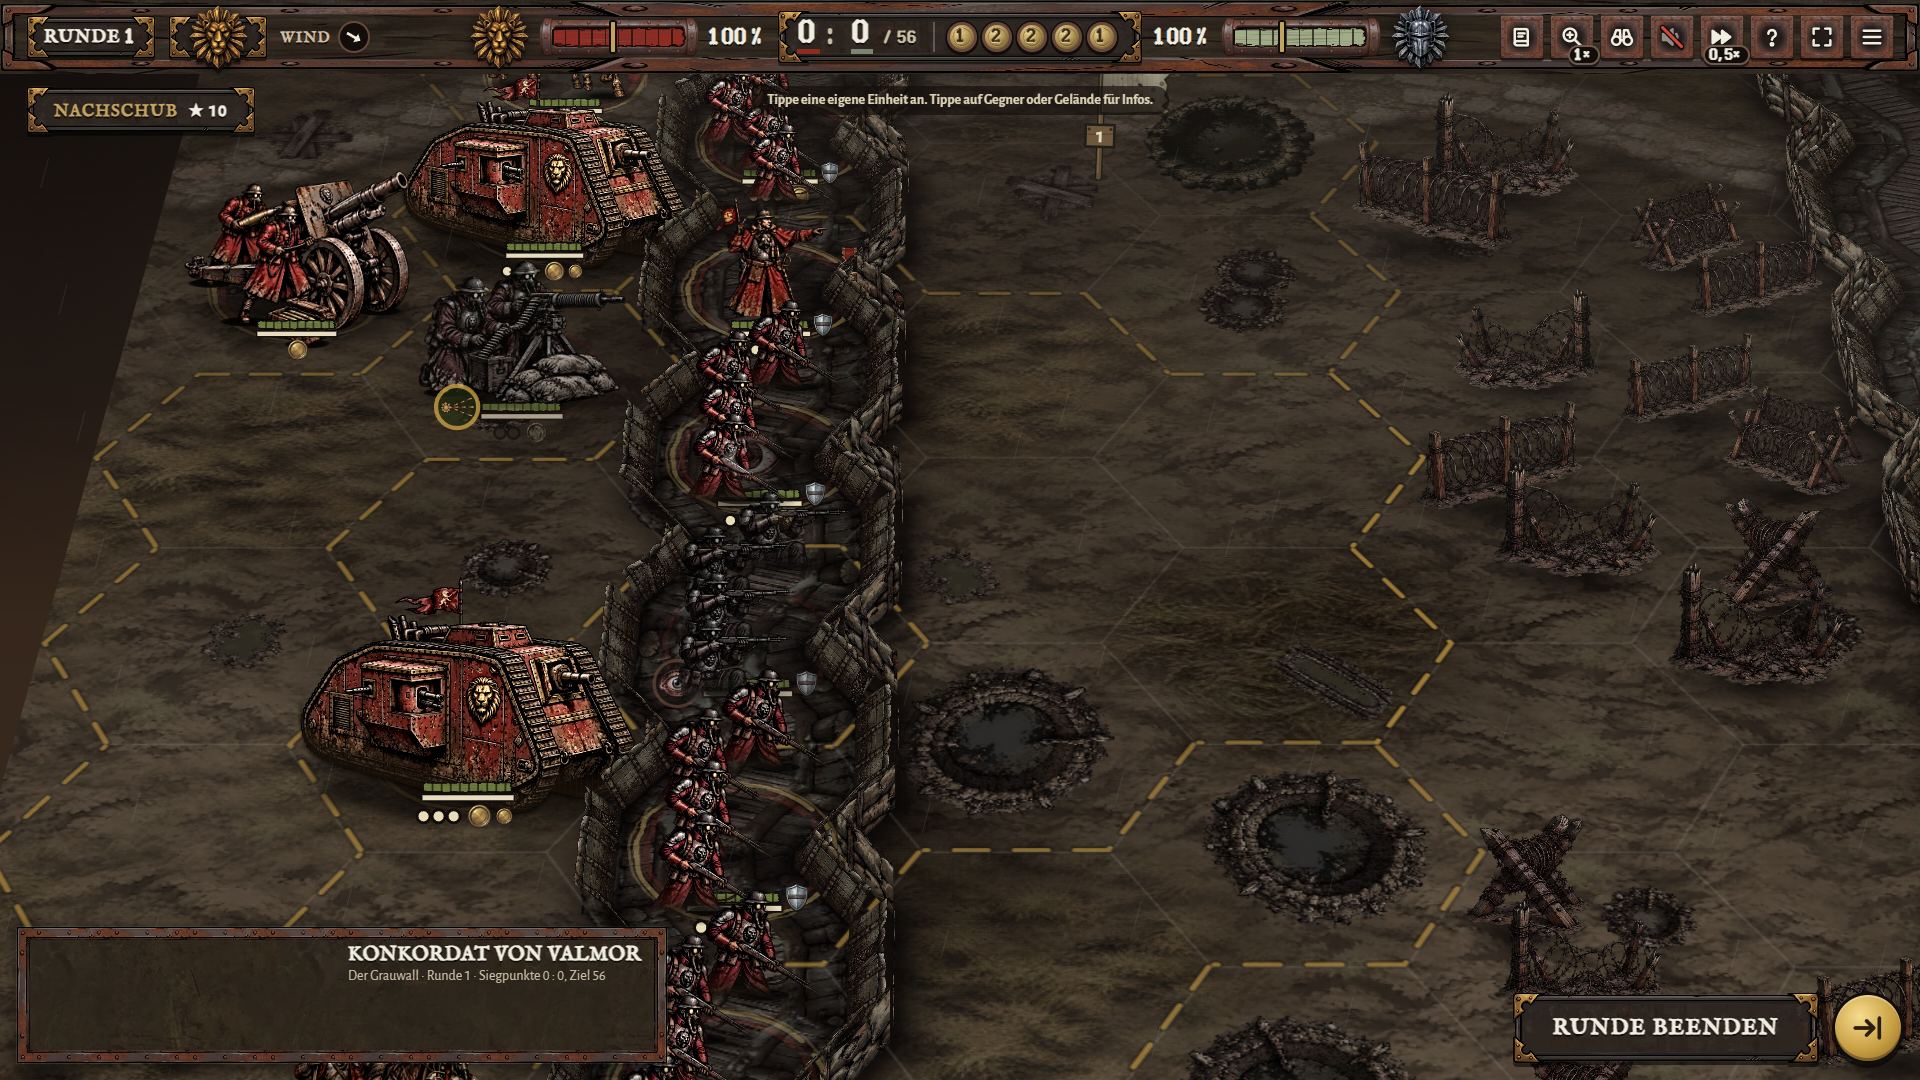 RUNDE 1
WIND
100 %
0 : 0 / 56
1 2 2 2 1
100 %
1×
0,5×
?
NACHSCHUB ★ 10
Tippe eine eigene Einheit an. Tippe auf Gegner oder Gelände für Infos.
1
KONKORDAT VON VALMOR
Der Grauwall · Runde 1 · Siegpunkte 0 : 0, Ziel 56
RUNDE BEENDEN